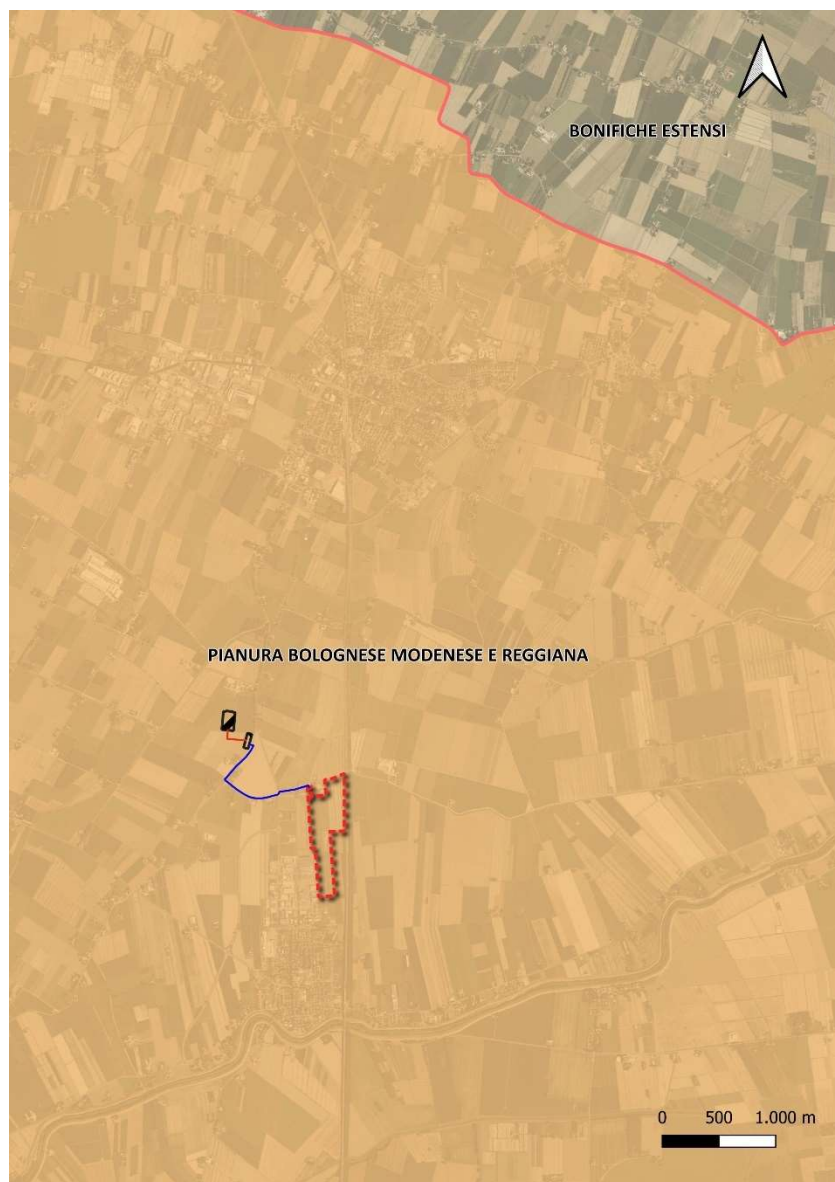 BONIFICHE ESTENSI
PIANURA BOLOGNESE MODENESE E REGGIANA
0 500 1.000 m